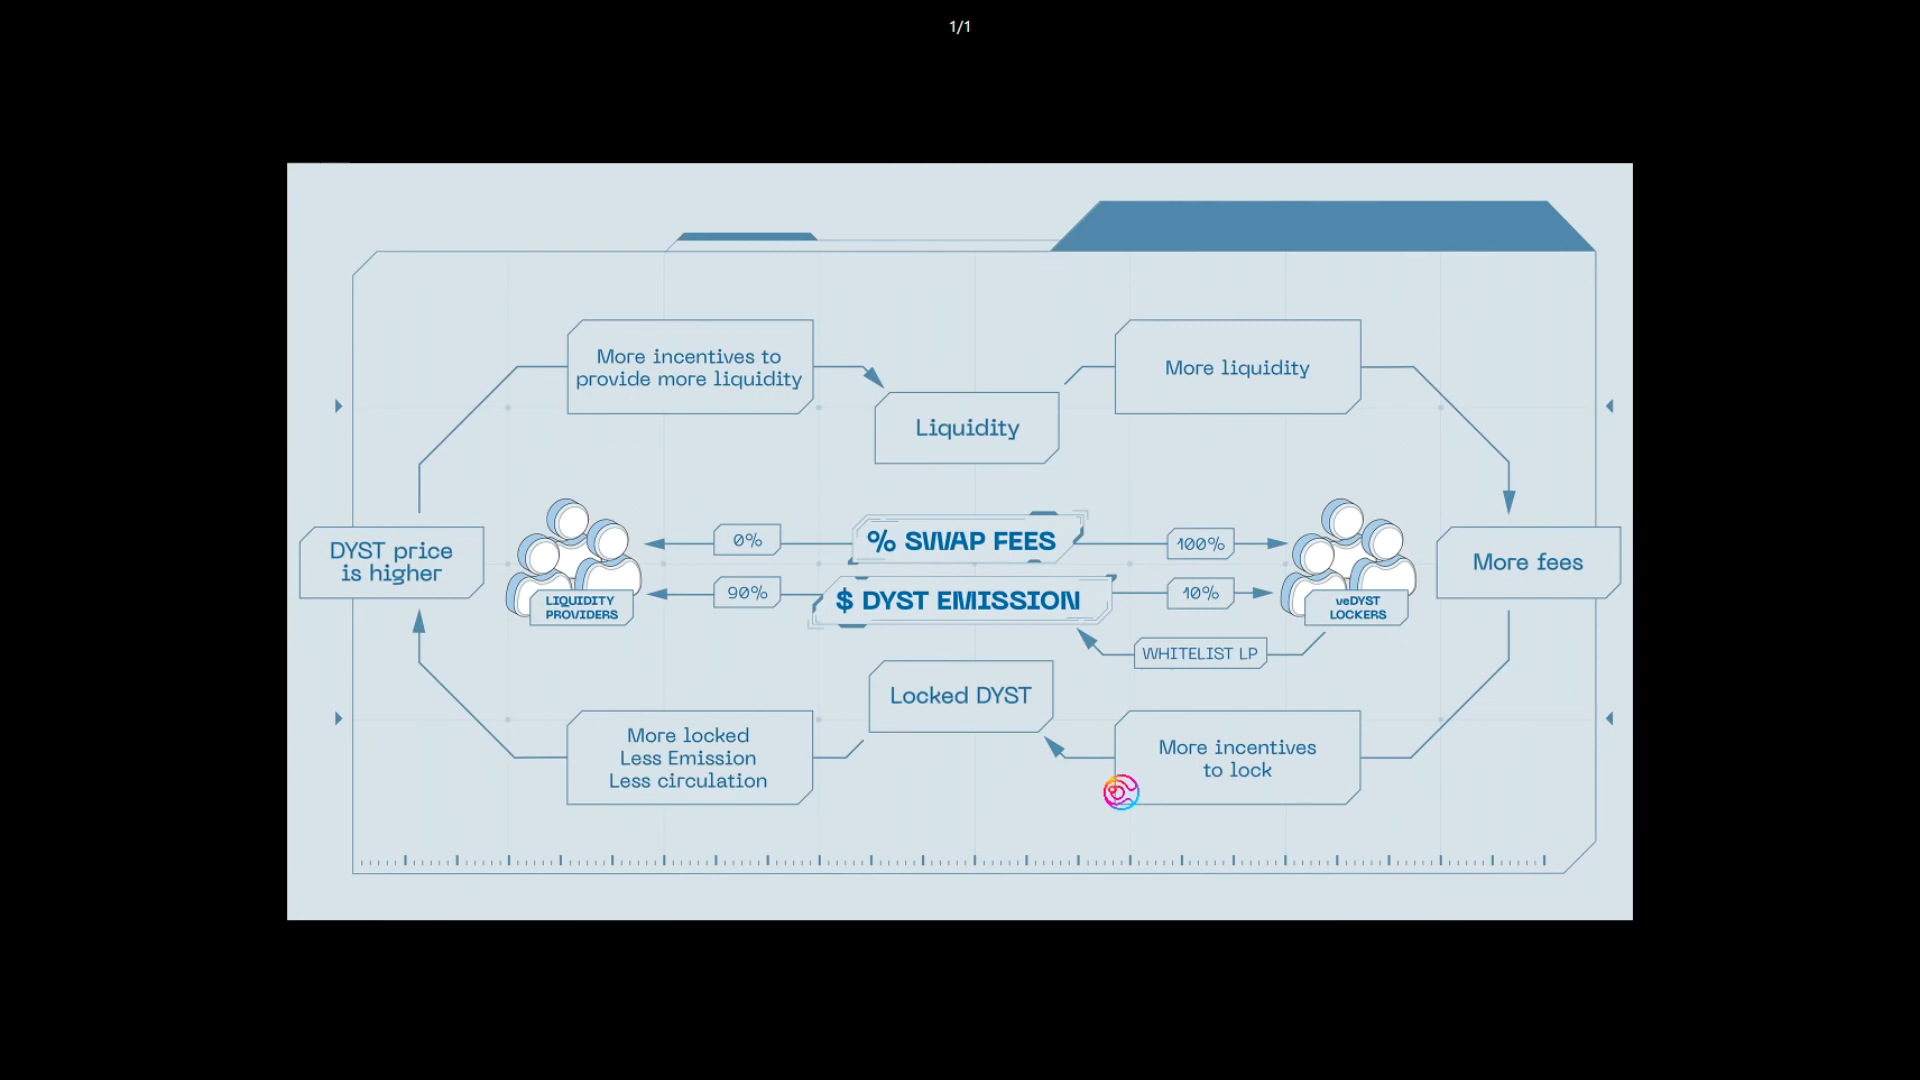 1/1
More incentives to
provide more liquidity
More liquidity
Liquidity
DYST price
is higher
0%
% SWAP FEES
100%
More fees
90%
$ DYST EMISSION
10%
LIQUIDITY
PROVIDERS
veDYST
LOCKERS
WHITELIST LP
Locked DYST
More locked
Less Emission
Less circulation
More incentives
to lock